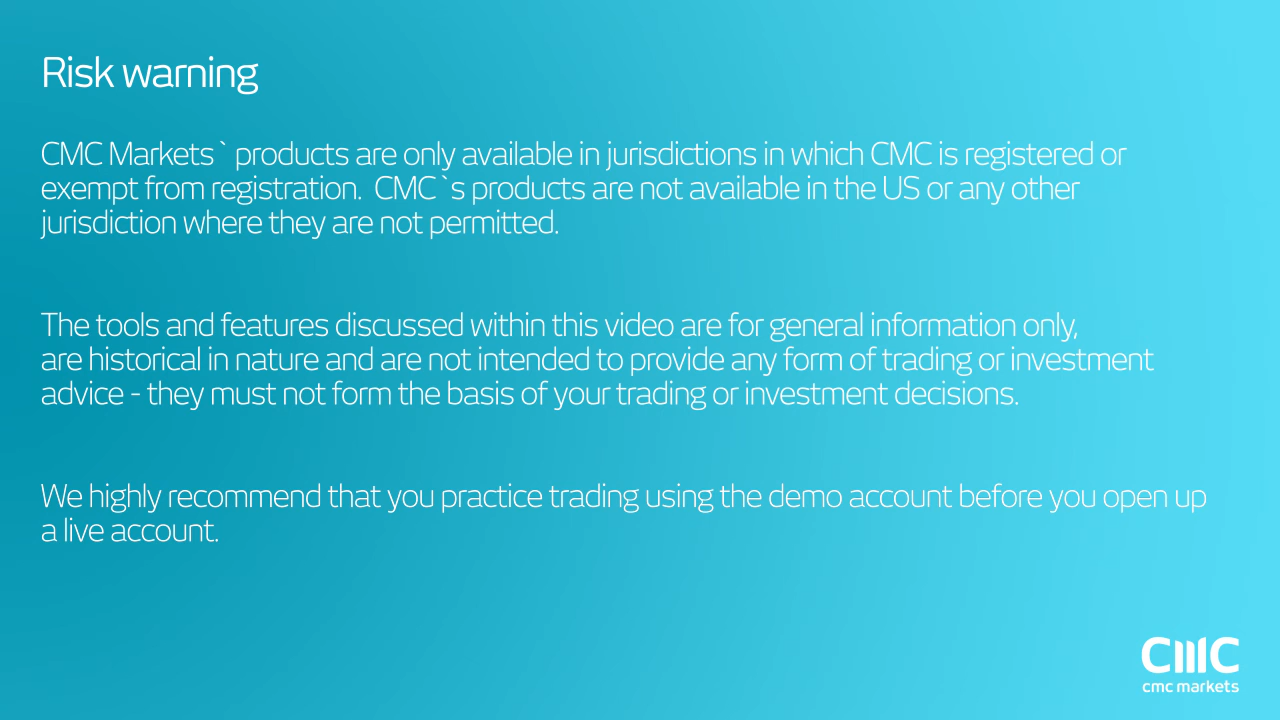 Risk warning
CMC Markets` products are only available in jurisdictions in which CMC is registered or
exempt from registration.  CMC`s products are not available in the US or any other
jurisdiction where they are not permitted.
The tools and features discussed within this video are for general information only,
are historical in nature and are not intended to provide any form of trading or investment
advice - they must not form the basis of your trading or investment decisions.
We highly recommend that you practice trading using the demo account before you open up
a live account.
CMC
cmc markets